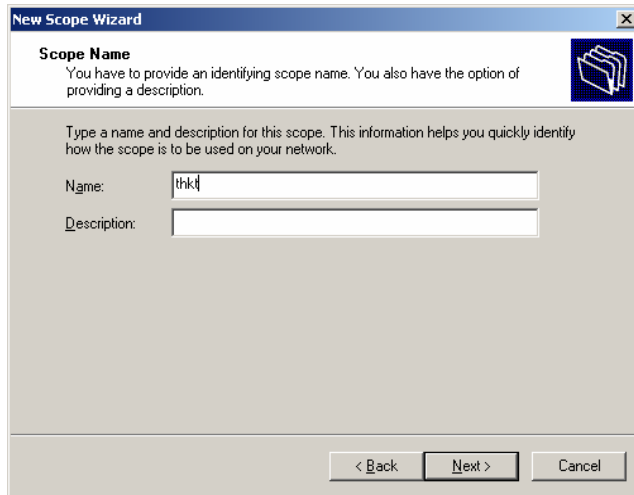 New Scope Wizard
Scope Name
You have to provide an identifying scope name. You also have the option of
providing a description.
Type a name and description for this scope. This information helps you quickly identify
how the scope is to be used on your network.
Name: thkt
Description:
< Back Next > Cancel